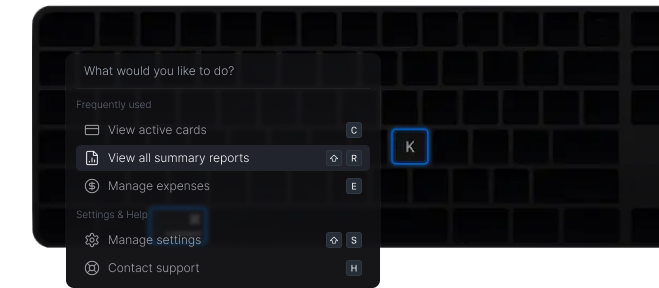 What would you like to do?
Frequently used
View active cards C
View all summary reports ⇧ R
K
Manage expenses E
Settings & Help
Manage settings ⇧ S
Contact support H